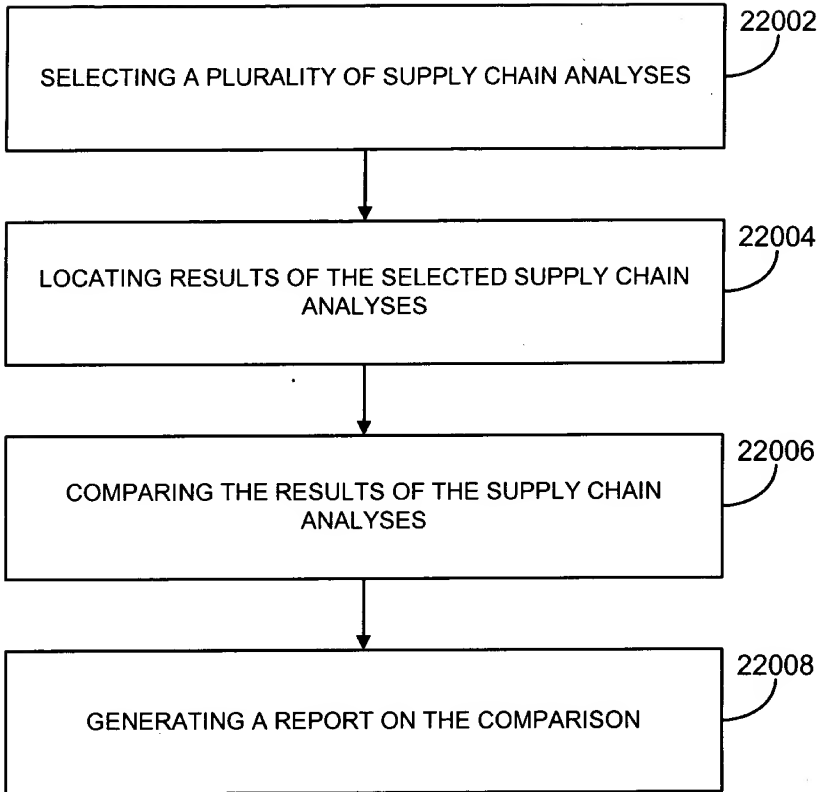 22002
SELECTING A PLURALITY OF SUPPLY CHAIN ANALYSES
22004
LOCATING RESULTS OF THE SELECTED SUPPLY CHAIN
ANALYSES
22006
COMPARING THE RESULTS OF THE SUPPLY CHAIN
ANALYSES
22008
GENERATING A REPORT ON THE COMPARISON